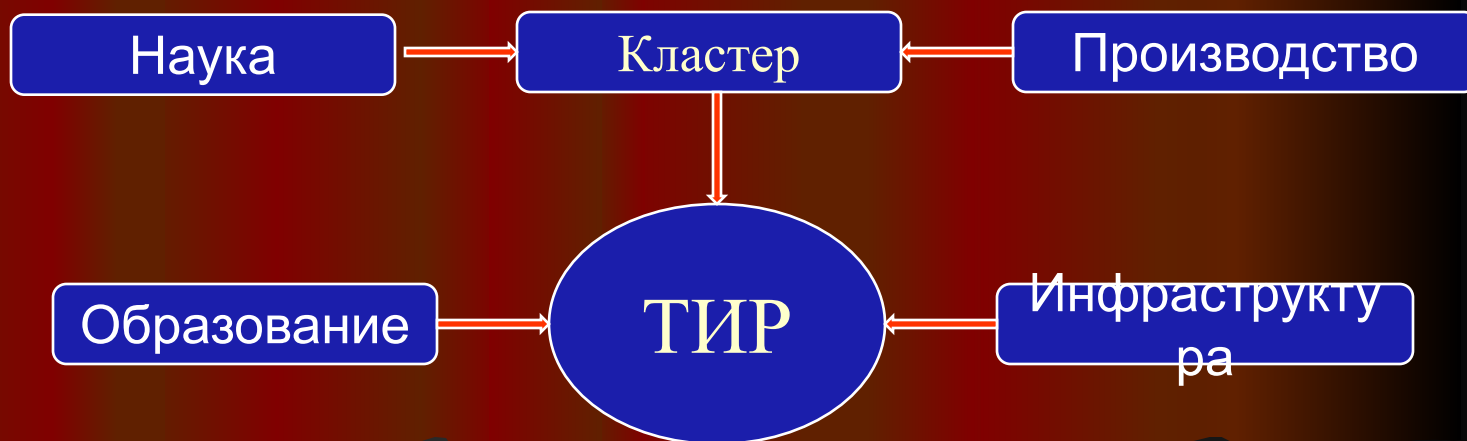 Наука
Кластер
Производство
Образование
ТИР
Инфраструкту
ра